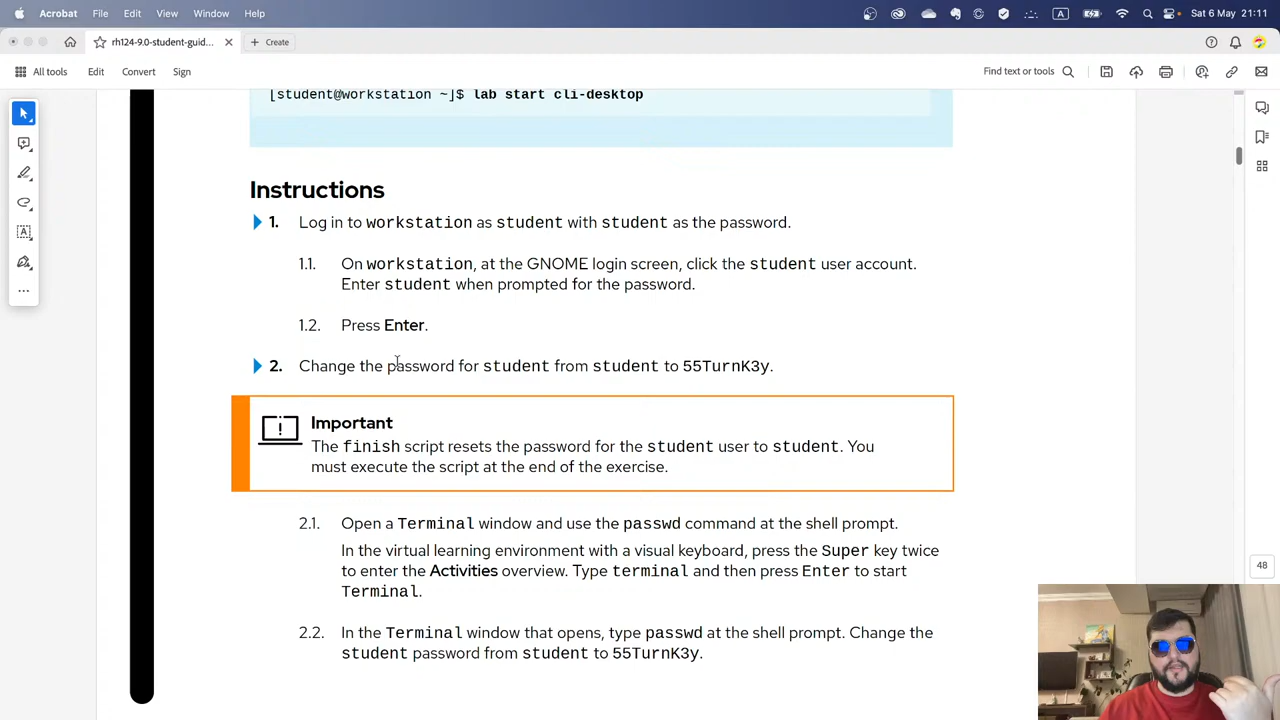 Acrobat File Edit View Window Help
Sat 6 May 21:11
rh124-9.0-student-guid...
Create
All tools Edit Convert Sign
Find text or tools
[student@workstation ~]$ lab start cli-desktop
Instructions
1. Log in to workstation as student with student as the password.
1.1. On workstation, at the GNOME login screen, click the student user account.
Enter student when prompted for the password.
1.2. Press Enter.
2. Change the password for student from student to 55TurnK3y.
Important
The finish script resets the password for the student user to student. You
must execute the script at the end of the exercise.
2.1. Open a Terminal window and use the passwd command at the shell prompt.
In the virtual learning environment with a visual keyboard, press the Super key twice
to enter the Activities overview. Type terminal and then press Enter to start
Terminal.
2.2. In the Terminal window that opens, type passwd at the shell prompt. Change the
student password from student to 55TurnK3y.
48